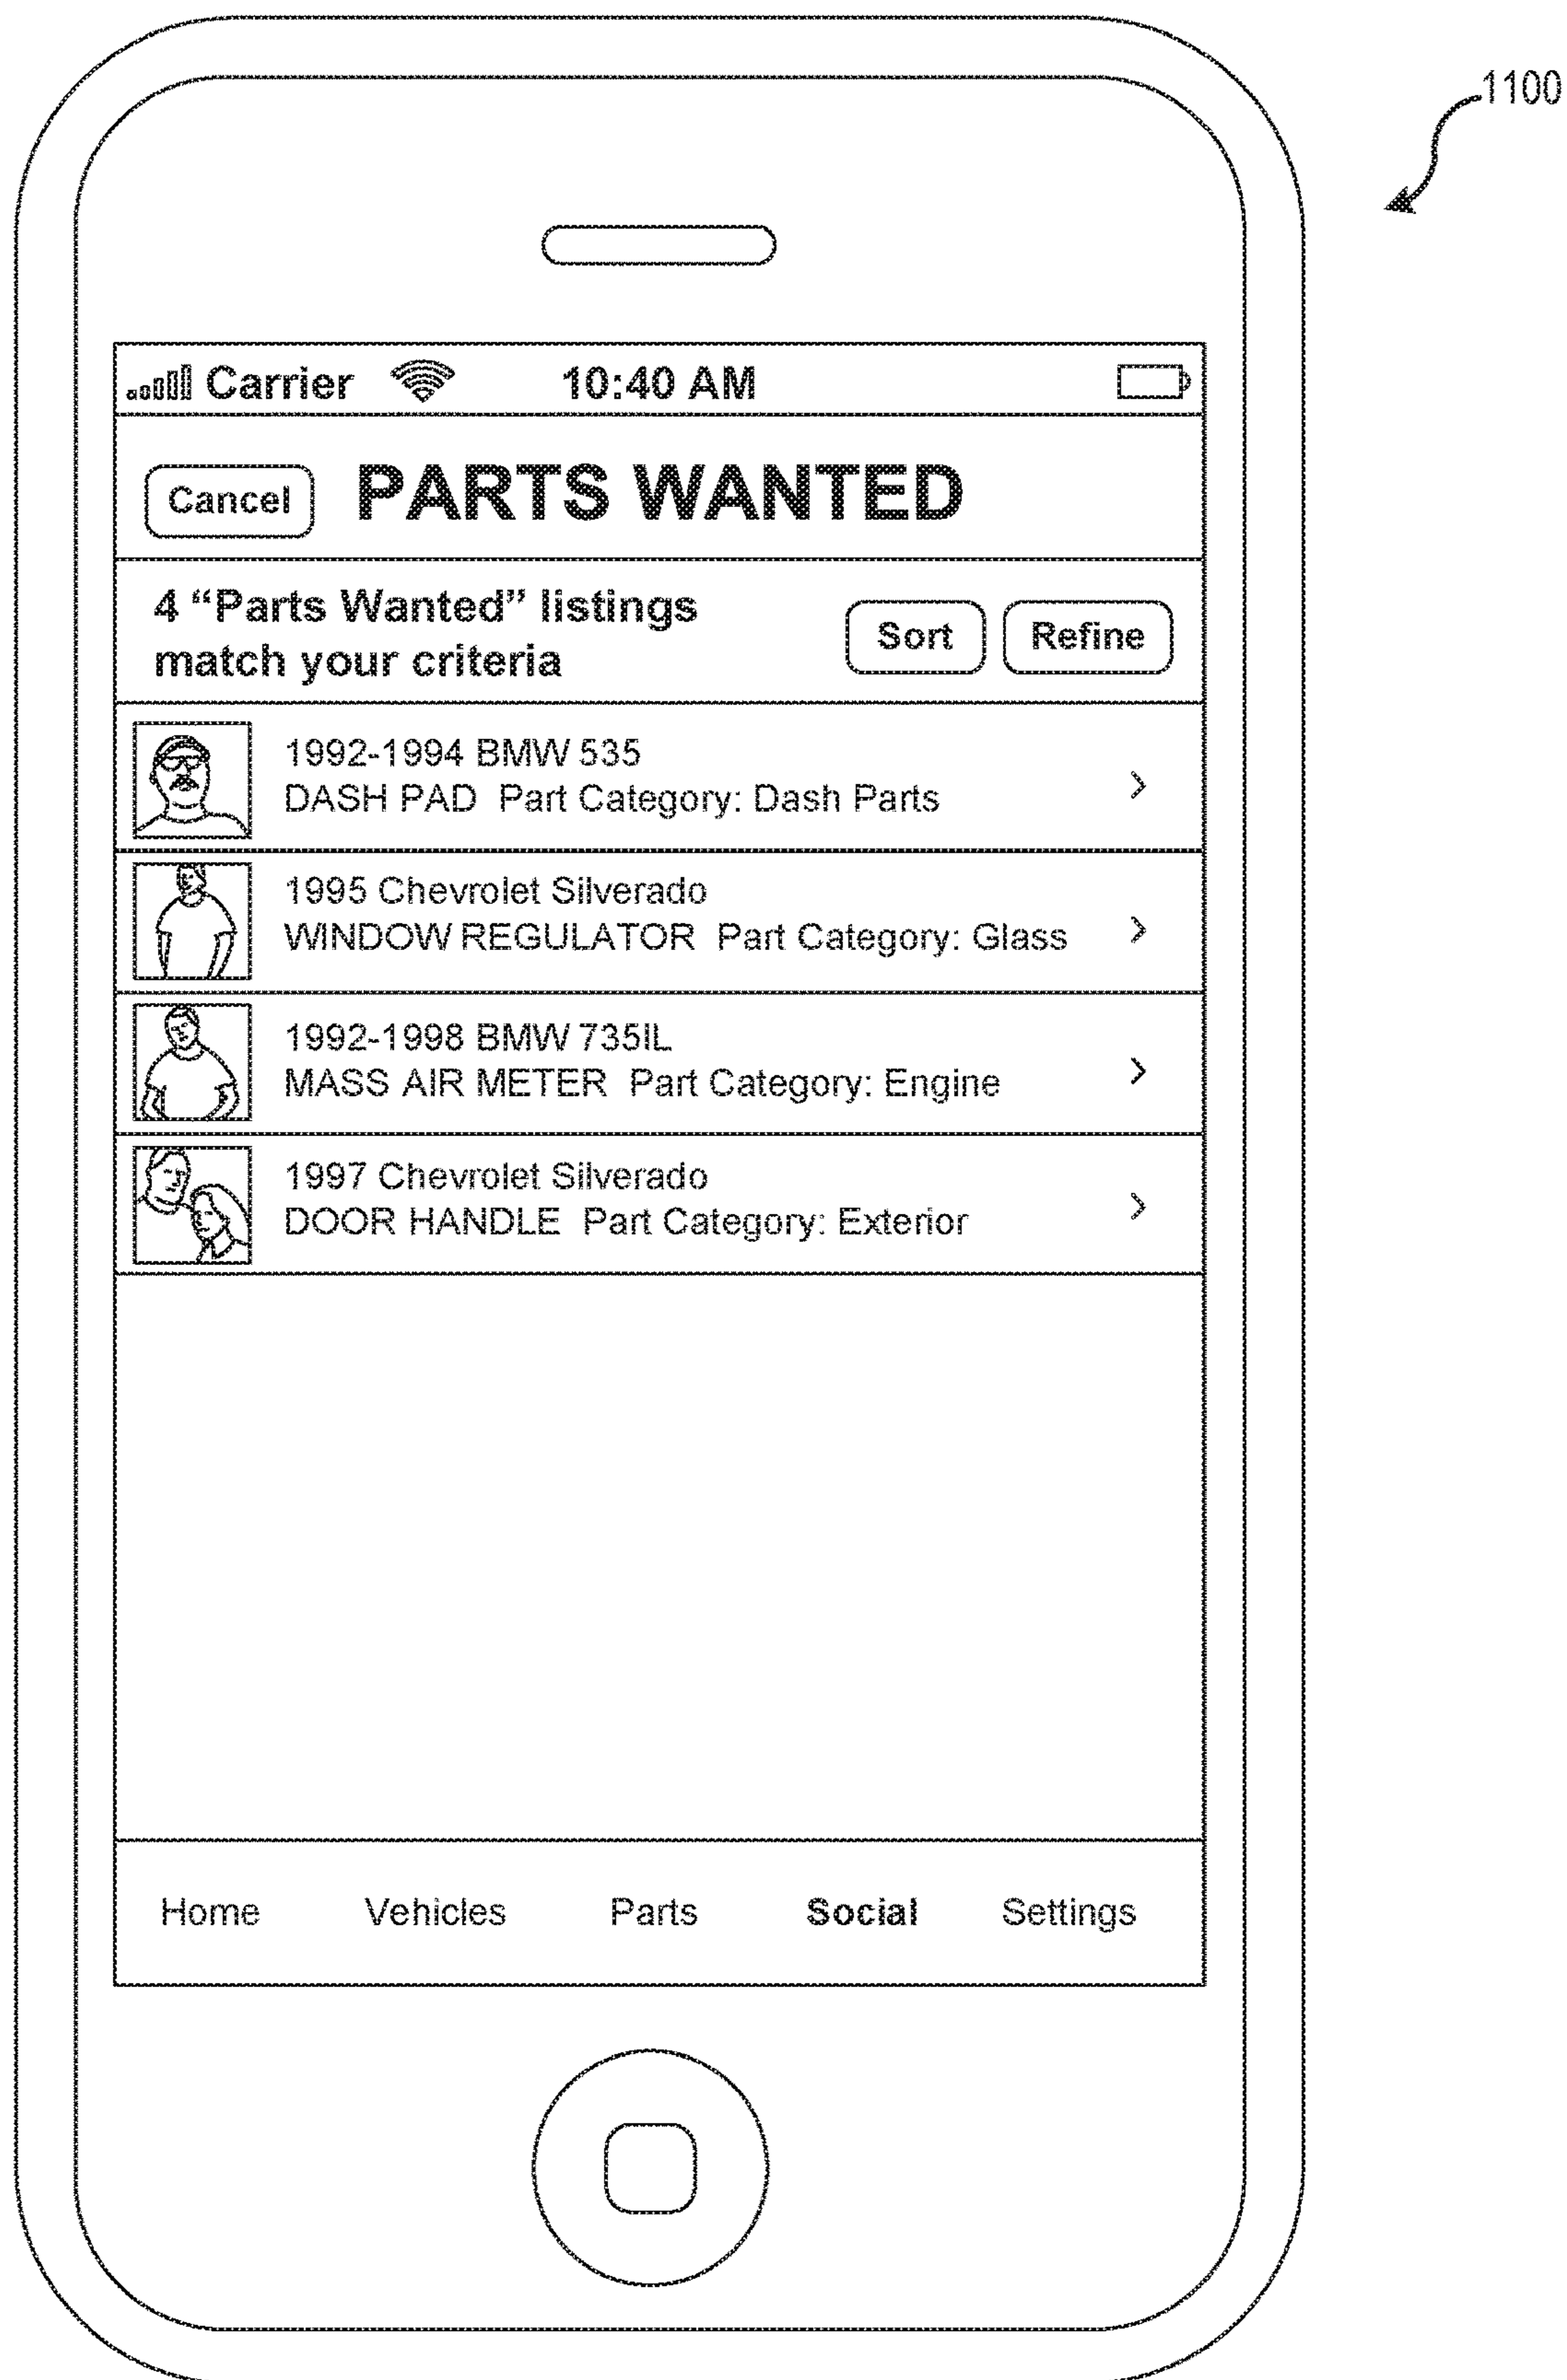 1100
Carrier 10:40 AM
Cancel PARTS WANTED
4 “Parts Wanted” listings
match your criteria
Sort Refine
1992-1994 BMW 535
DASH PAD Part Category: Dash Parts
1995 Chevrolet Silverado
WINDOW REGULATOR Part Category: Glass
1992-1998 BMW 735IL
MASS AIR METER Part Category: Engine
1997 Chevrolet Silverado
DOOR HANDLE Part Category: Exterior
Home Vehicles Parts Social Settings